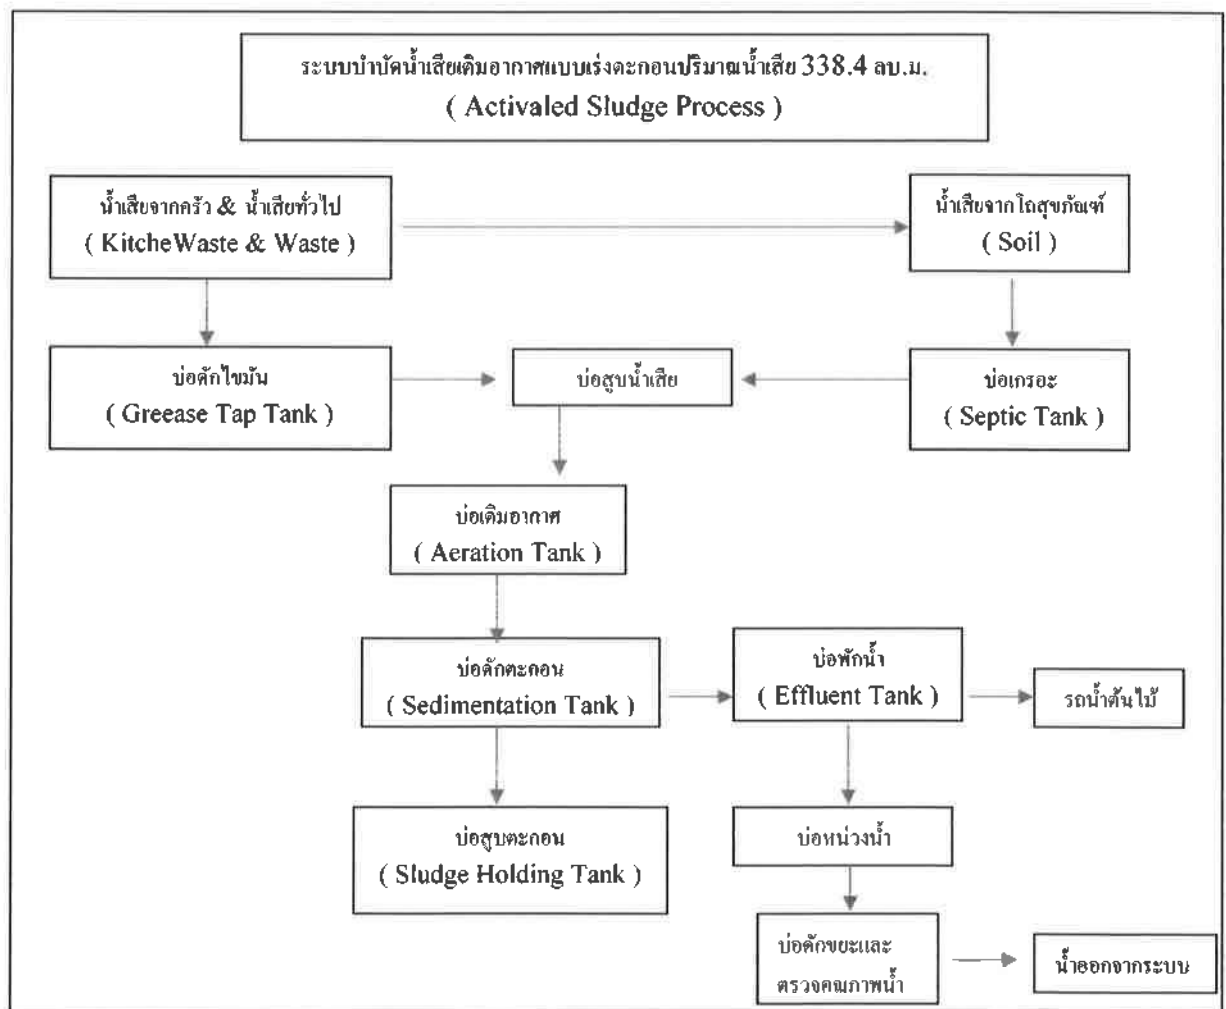 ระบบบำบัดน้ำเสียเติมอากาศแบบเร่งตะกอนปริมาณน้ำเสีย 338.4 ลบ.ม.
( Activaled Sludge Process )
น้ำเสียจากครัว & น้ำเสียทั่วไป
( KitcheWaste & Waste )
น้ำเสียจากโถสุขภัณฑ์
( Soil )
บ่อดักไขมัน
( Greease Tap Tank )
บ่อสูบน้ำเสีย
บ่อเกรอะ
( Septic Tank )
บ่อเติมอากาศ
( Aeration Tank )
บ่อดักตะกอน
( Sedimentation Tank )
บ่อพักน้ำ
( Effluent Tank )
รถน้ำต้นไม้
บ่อสูบตะกอน
( Sludge Holding Tank )
บ่อหน่วงน้ำ
บ่อดักขยะและ
ตรวจคุณภาพน้ำ
น้ำออกจากระบบ